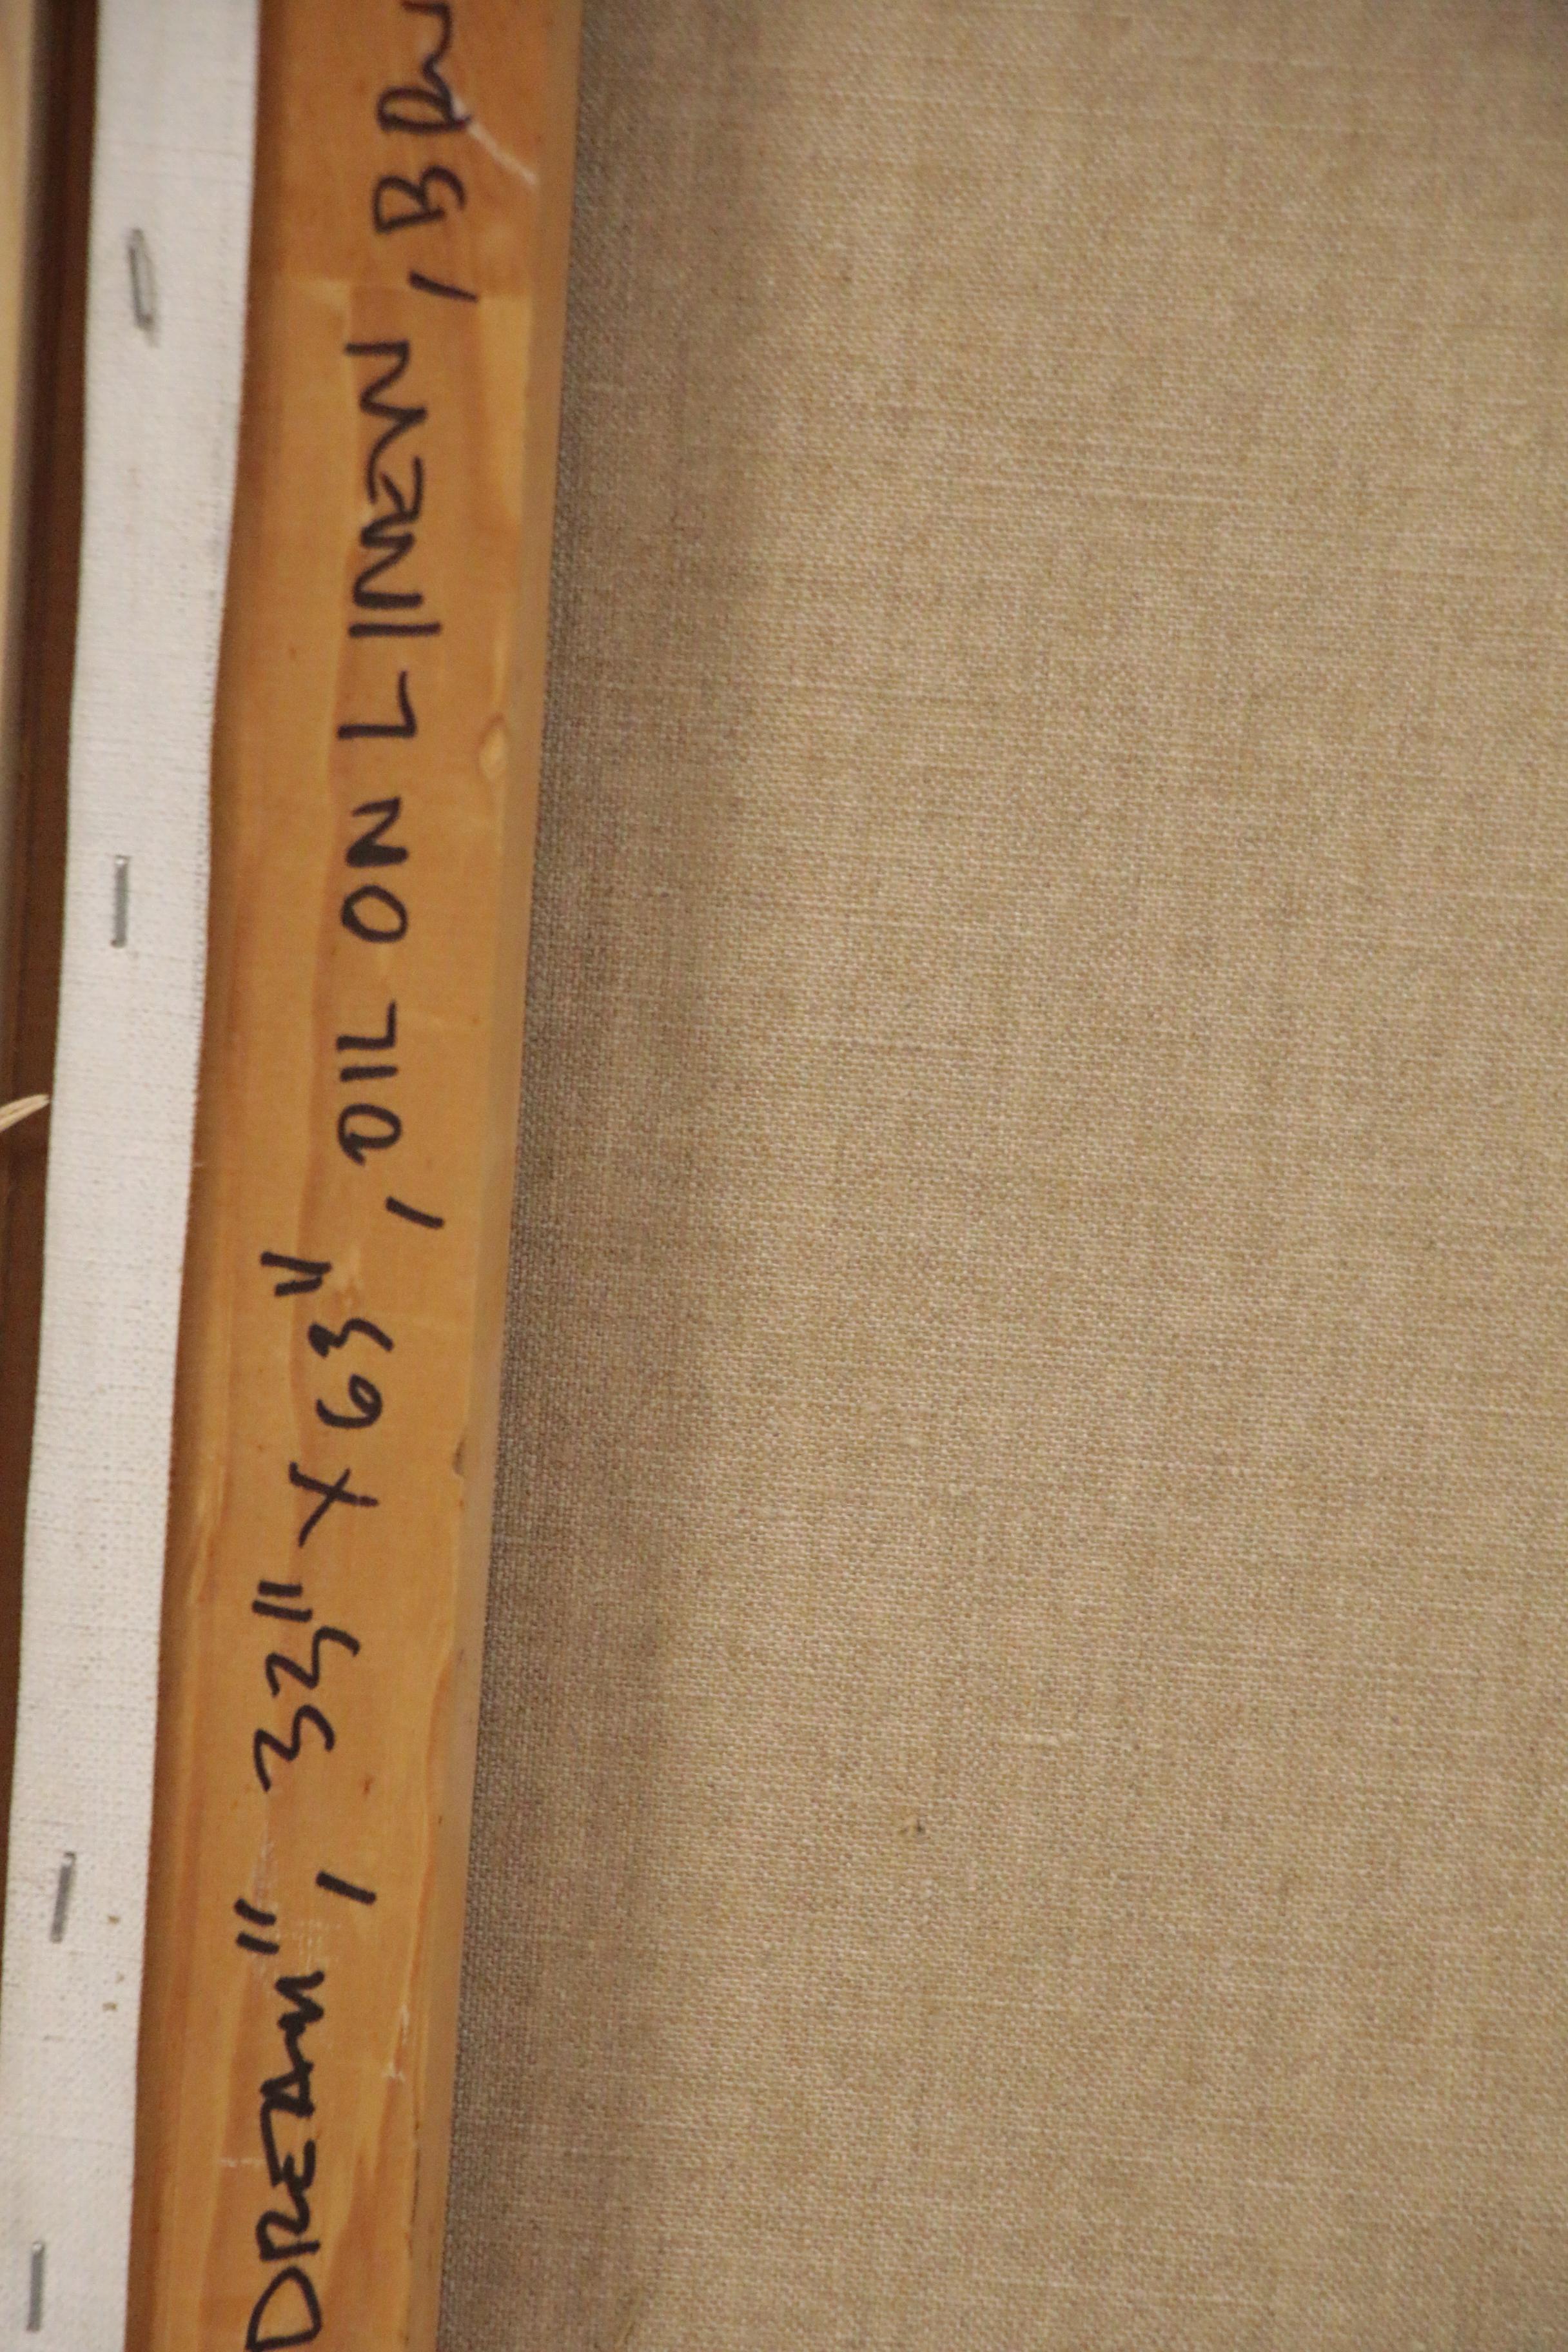 DREAM", 32" X 63", OIL ON LINEN,